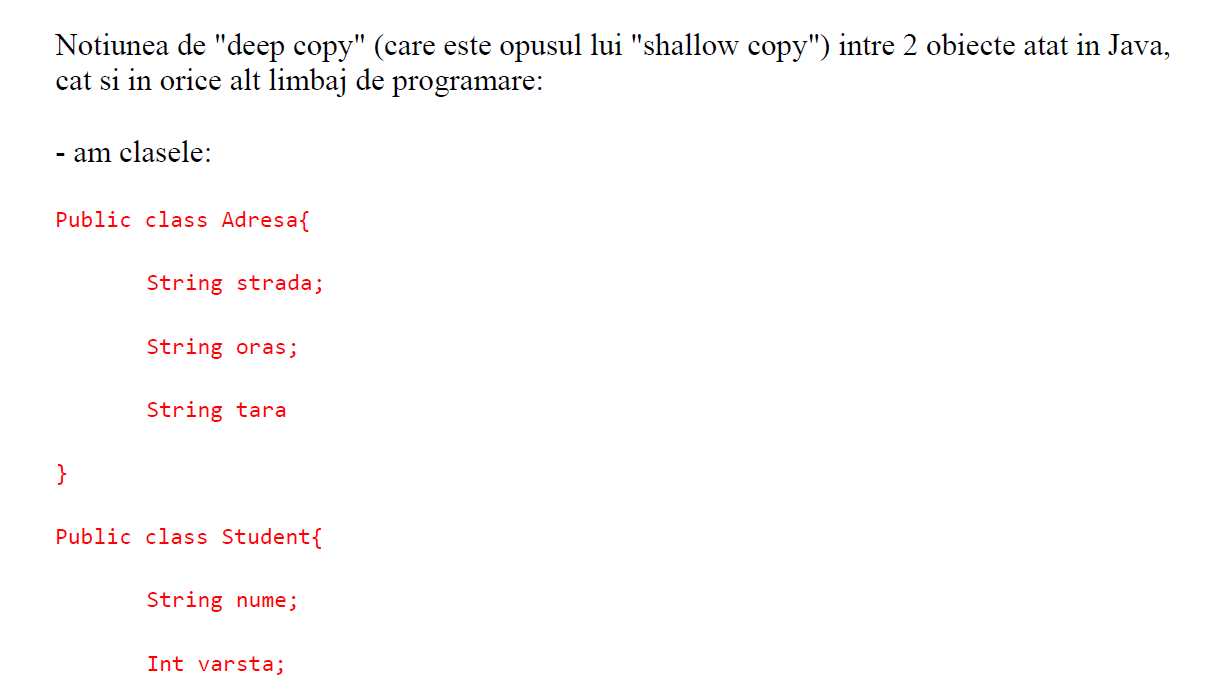 Notiunea de "deep copy" (care este opusul lui "shallow copy") intre 2 obiecte atat in Java,
cat si in orice alt limbaj de programare:
- am clasele:
Public class Adresa{
String strada;
String oras;
String tara
}
Public class Student{
String nume;
Int varsta;